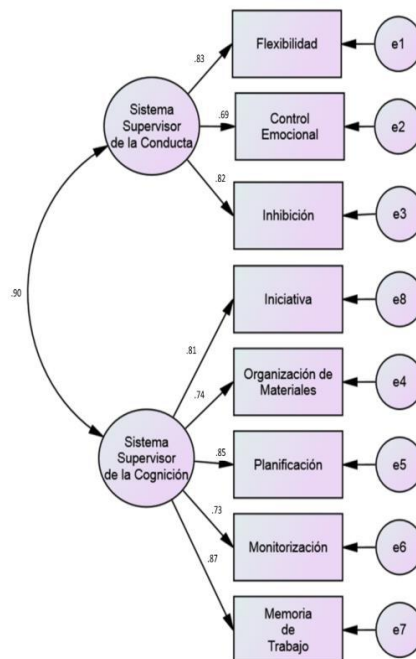 Flexibilidad
e1
.83
Sistema
Supervisor
de la Conducta
.69
Control
Emocional
e2
.82
Inhibición
e3
.90
Iniciativa
e8
.81
Organización de
Materiales
e4
.74
Sistema
Supervisor
de la Cognición
.85
Planificación
e5
.73
Monitorización
e6
.87
Memoria
de
Trabajo
e7